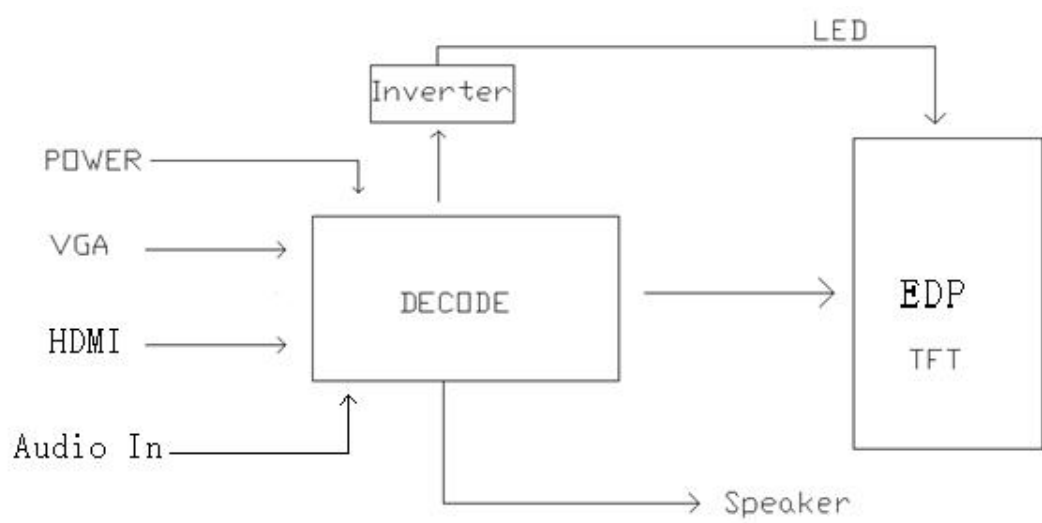 LED
Inverter
POWER
VGA
DECODE
EDP
HDMI
TFT
Audio In
Speaker